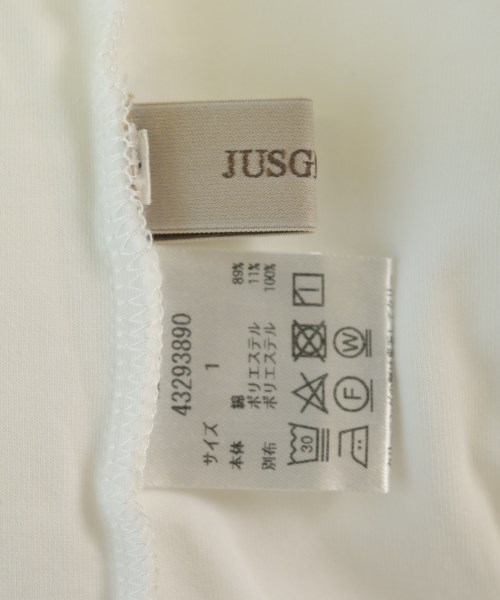 JUSG
43293890
サイズ 1
本体 綿 89%
ポリエステル 11%
別布 ポリエステル 100%
30
W
F